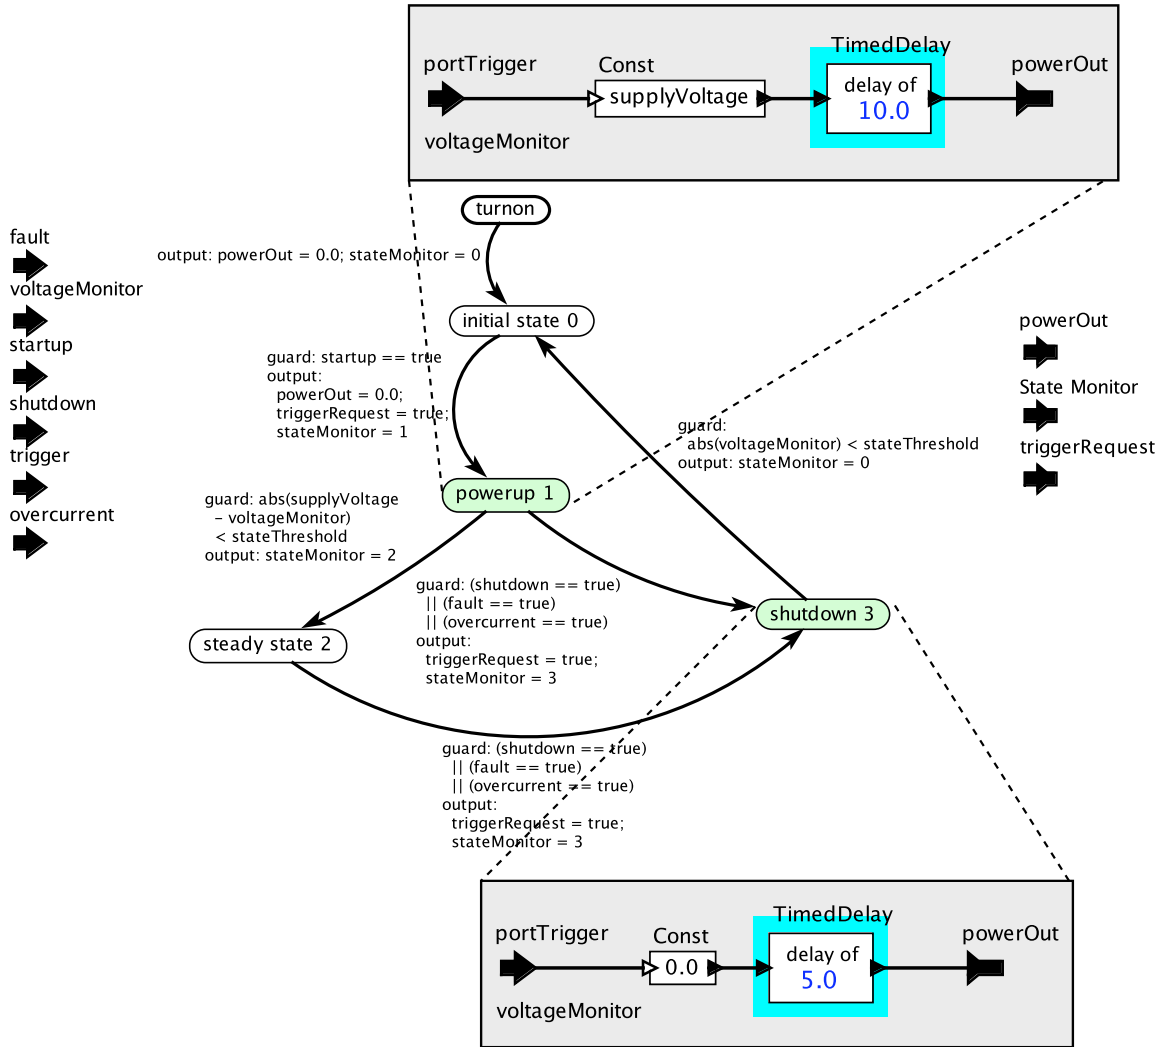 TimedDelay
portTrigger
Const
powerOut
delay of
supplyVoltage
10.0
voltageMonitor
turnon
fault
output: powerOut = 0.0; stateMonitor = 0
voltageMonitor
initial state 0
powerOut
startup
guard: startup == true
output:
powerOut = 0.0;
triggerRequest = true;
stateMonitor = 1
State Monitor
shutdown
guard:
abs(voltageMonitor) < stateThreshold
output: stateMonitor = 0
triggerRequest
trigger
powerup 1
guard: abs(supplyVoltage
– voltageMonitor)
< stateThreshold
output: stateMonitor = 2
overcurrent
guard: (shutdown == true)
|| (fault == true)
|| (overcurrent == true)
output:
triggerRequest = true;
stateMonitor = 3
shutdown 3
steady state 2
guard: (shutdown == true)
|| (fault == true)
|| (overcurrent == true)
output:
triggerRequest = true;
stateMonitor = 3
TimedDelay
portTrigger
Const
powerOut
delay of
0.0
5.0
voltageMonitor